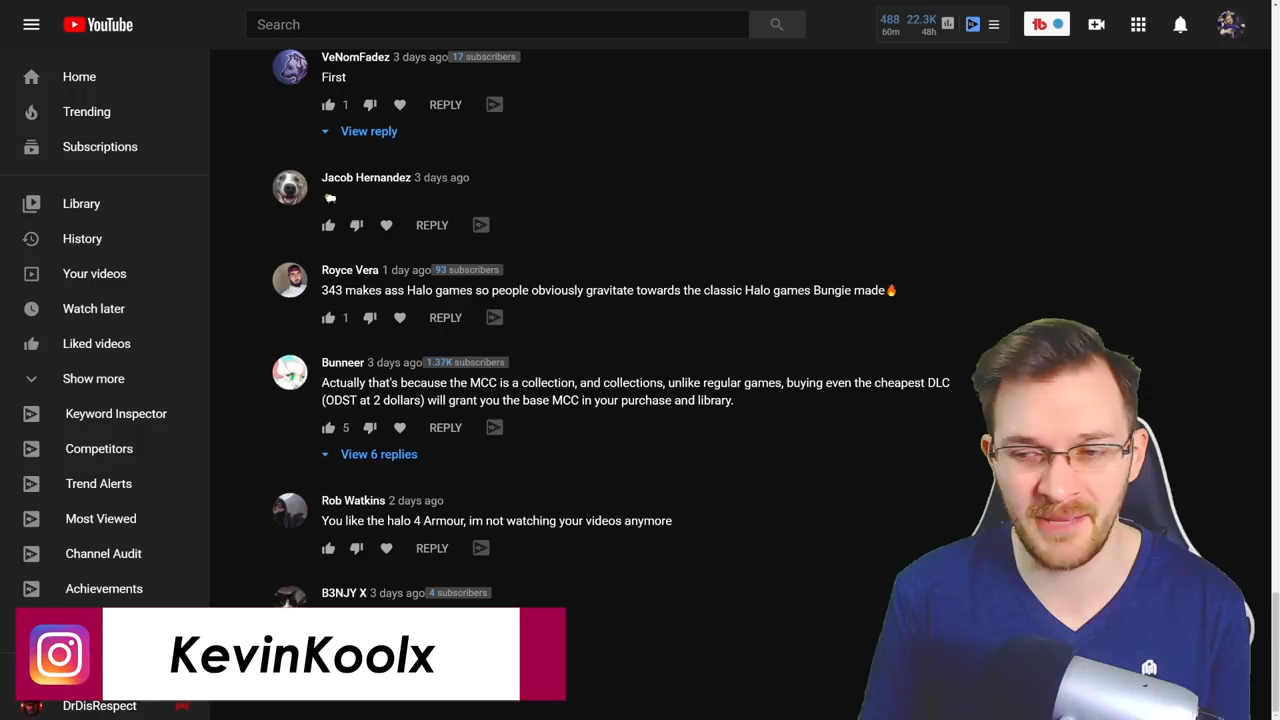 YouTube
Search
488 22.3K
60m 48h
tb
Home
Trending
Subscriptions
Library
History
Your videos
Watch later
Liked videos
Show more
Keyword Inspector
Competitors
Trend Alerts
Most Viewed
Channel Audit
Achievements
DrDisRespect
VeNomFadez 3 days ago 17 subscribers
First
1 REPLY
View reply
Jacob Hernandez 3 days ago
REPLY
Royce Vera 1 day ago 93 subscribers
343 makes ass Halo games so people obviously gravitate towards the classic Halo games Bungie made🔥
1 REPLY
Bunneer 3 days ago 1.37K subscribers
Actually that's because the MCC is a collection, and collections, unlike regular games, buying even the cheapest DLC
(ODST at 2 dollars) will grant you the base MCC in your purchase and library.
5 REPLY
View 6 replies
Rob Watkins 2 days ago
You like the halo 4 Armour, im not watching your videos anymore
REPLY
B3NJY X 3 days ago 4 subscribers
KevinKoolx